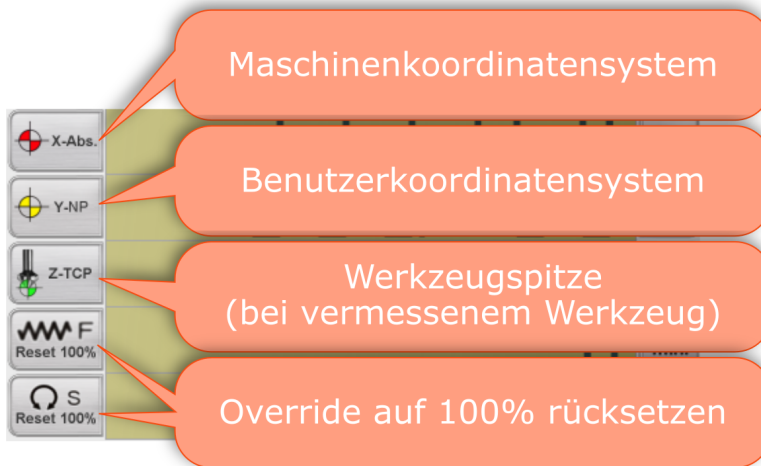 Maschinenkoordinatensystem
X-Abs.
Benutzerkoordinatensystem
Y-NP
Werkzeugspitze
(bei vermessenem Werkzeug)
Z-TCP
F
Reset 100%
Override auf 100% rücksetzen
S
Reset 100%